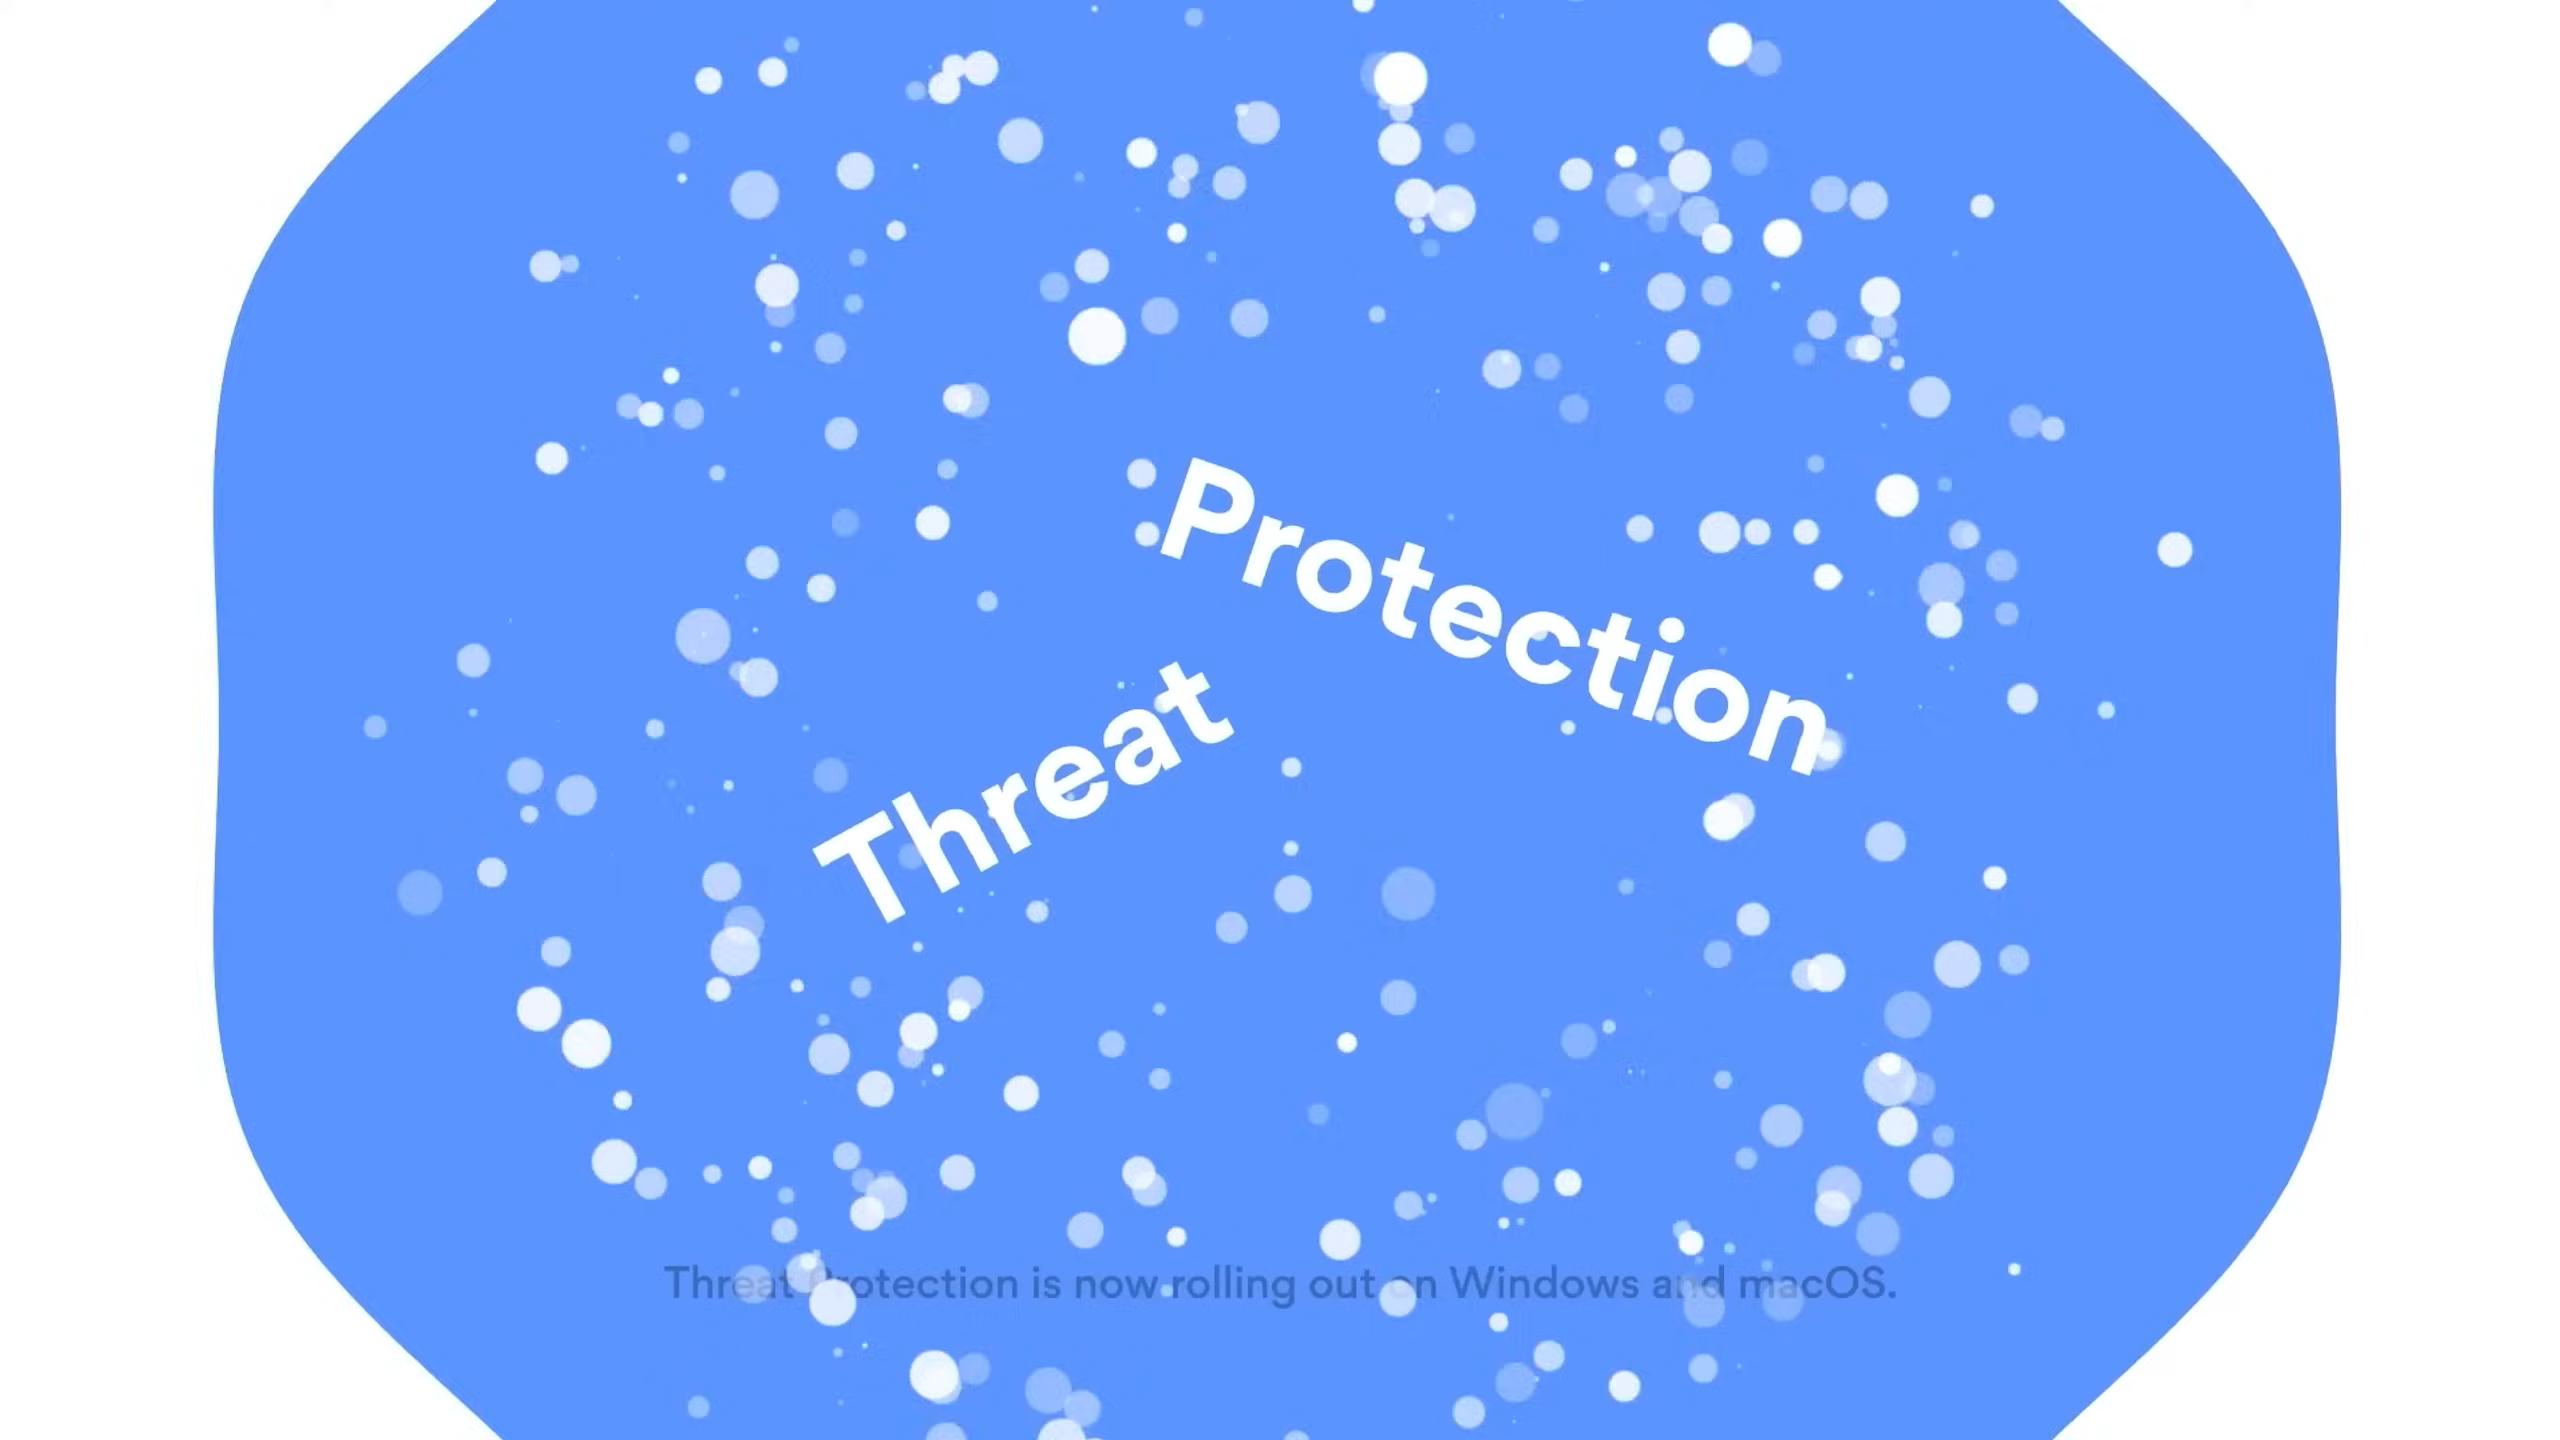 Threat
Protection
Threat Protection is now rolling out on Windows and macOS.